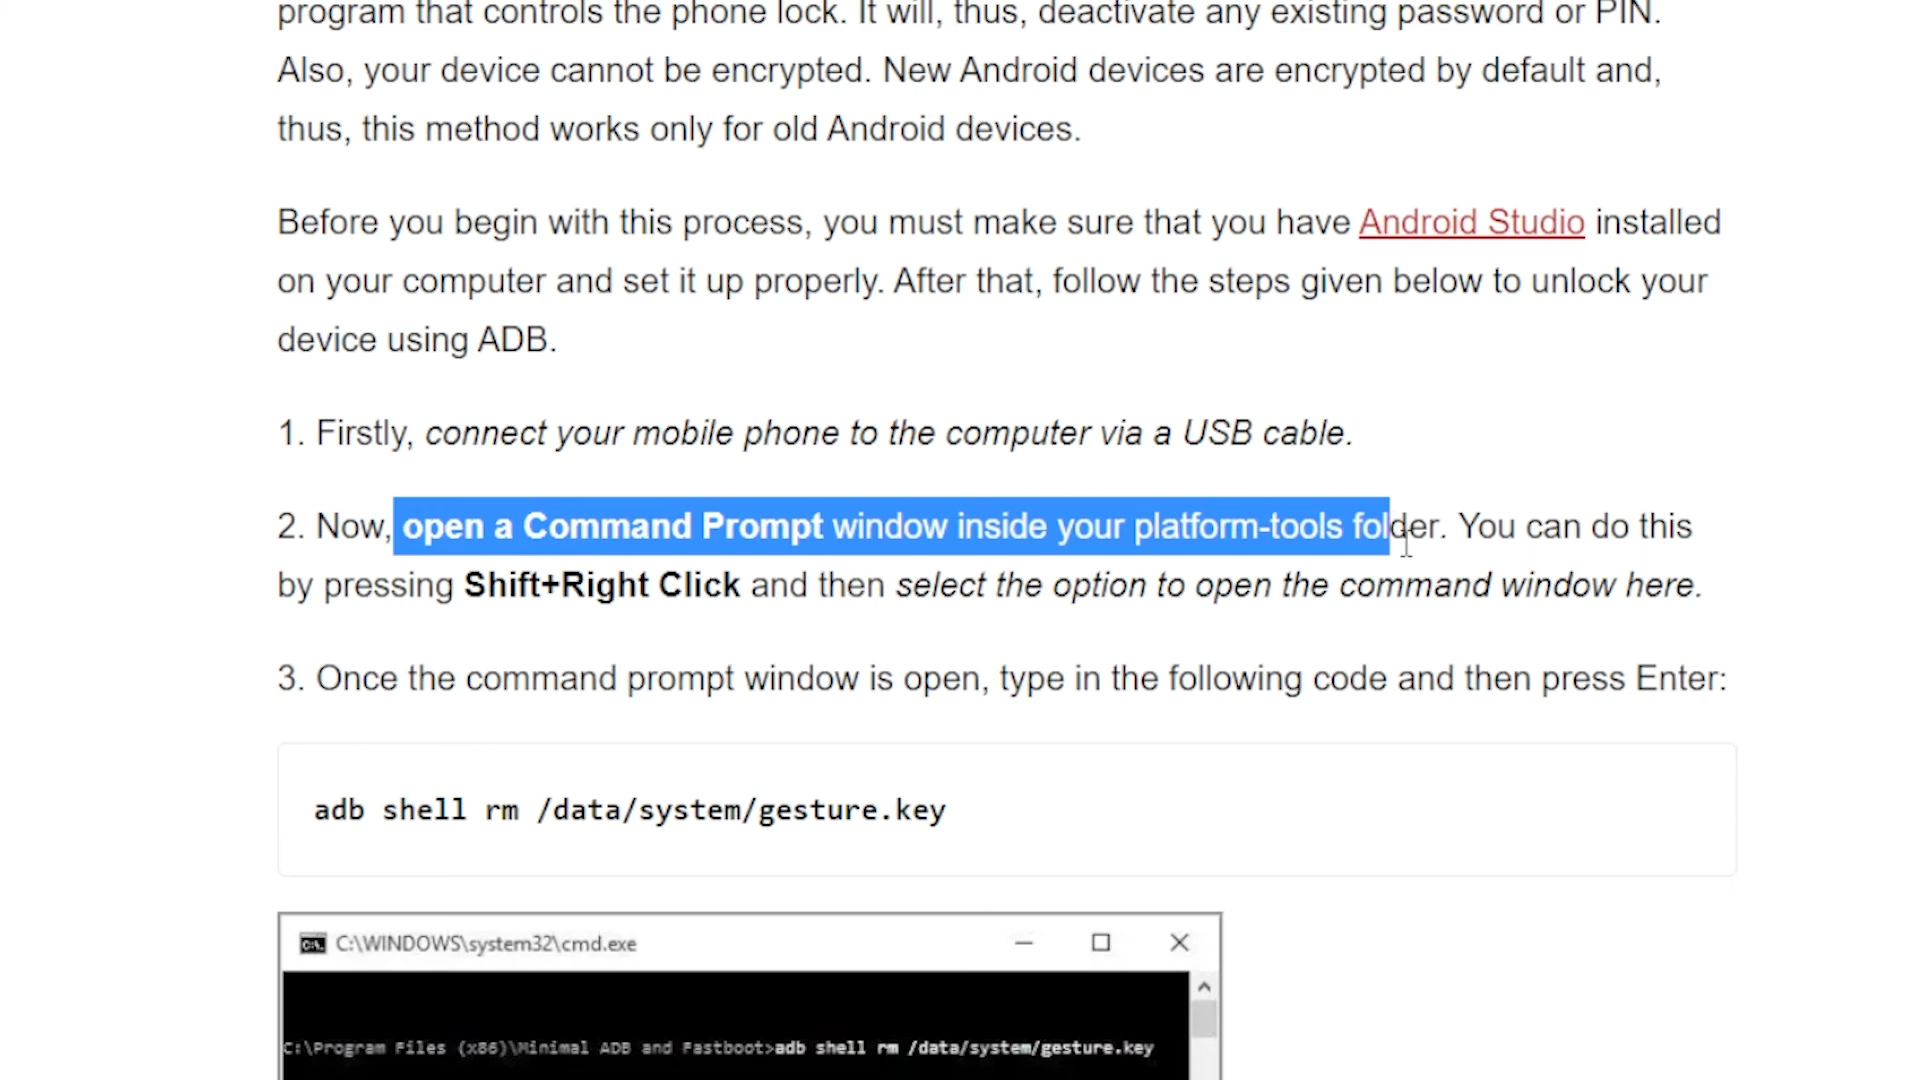 program that controls the phone lock. It will, thus, deactivate any existing password or PIN.
Also, your device cannot be encrypted. New Android devices are encrypted by default and,
thus, this method works only for old Android devices.
Before you begin with this process, you must make sure that you have Android Studio installed
on your computer and set it up properly. After that, follow the steps given below to unlock your
device using ADB.
1. Firstly, connect your mobile phone to the computer via a USB cable.
2. Now, open a Command Prompt window inside your platform-tools folder. You can do this
by pressing Shift+Right Click and then select the option to open the command window here.
3. Once the command prompt window is open, type in the following code and then press Enter:
adb shell rm /data/system/gesture.key
C:\WINDOWS\system32\cmd.exe
C:\Program Files (x86)\Minimal ADB and Fastboot>adb shell rm /data/system/gesture.key